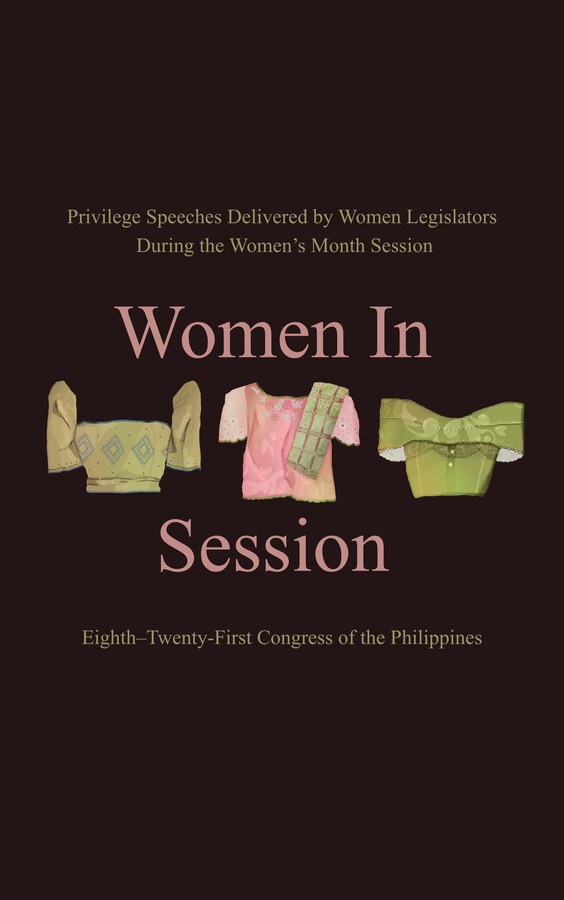 Privilege Speeches Delivered by Women Legislators
During the Women’s Month Session
Women In
Session
Eighth–Twenty-First Congress of the Philippines